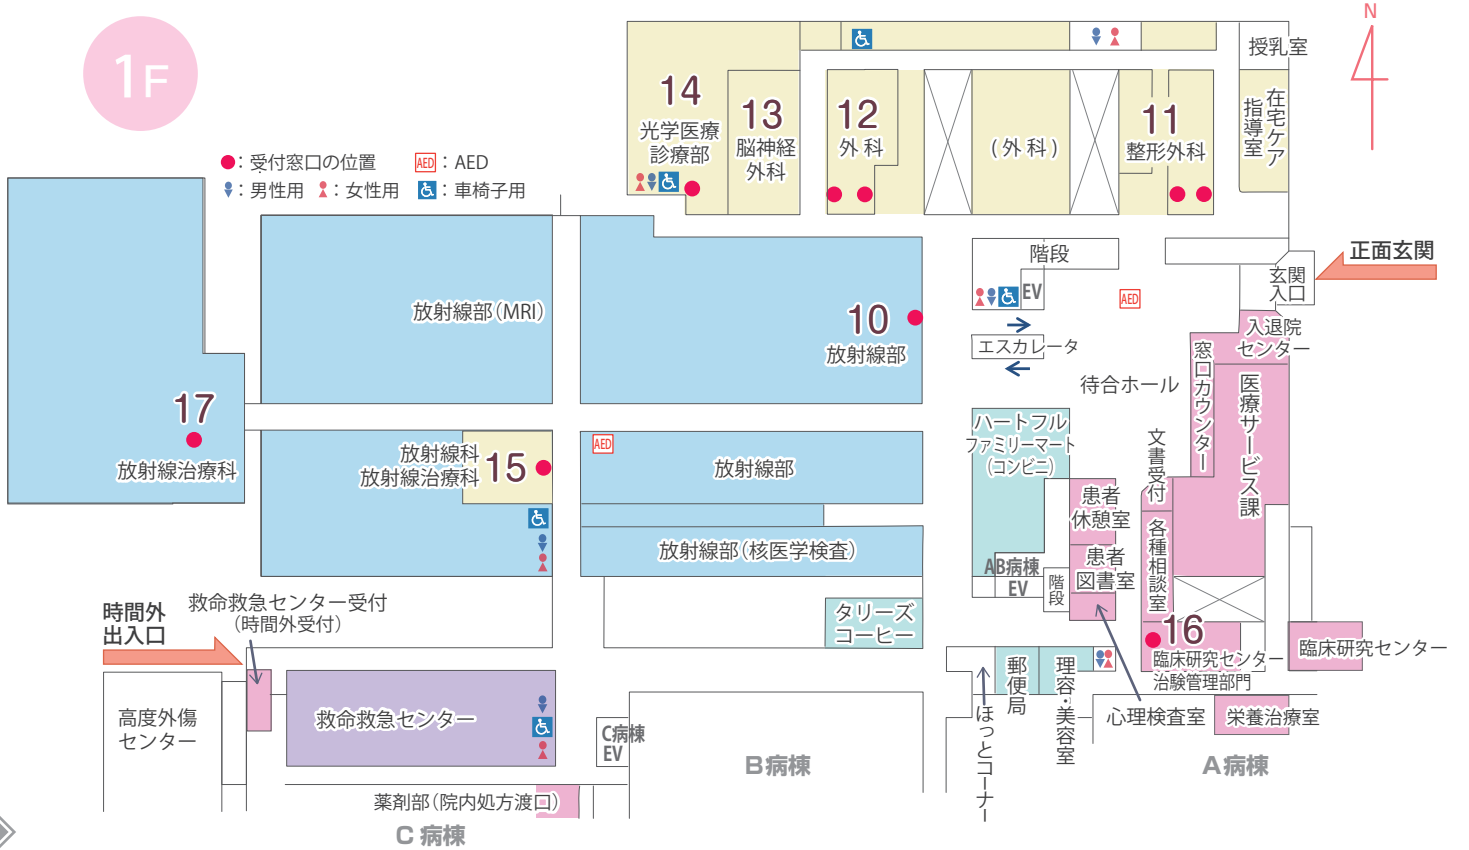 1F
N
●：受付窓口の位置
AED：AED
：男性用
：女性用
：車椅子用
授乳室
在宅ケア
指導室
14
光学医療
診療部
13
脳神経
外科
12
外科
(外科)
11
整形外科
正面玄関
玄関
入口
階段
EV
AED
エスカレータ
放射線部(MRI)
10
放射線部
入退院
センター
窓口カウンター
医療サービス課
待合ホール
17
放射線治療科
放射線科
放射線治療科
15
AED
放射線部
放射線部(核医学検査)
ハートフル
ファミリーマート
(コンビニ)
文書受付
患者
休憩室
患者
図書室
各種相談室
AB病棟
EV
階段
タリーズ
コーヒー
時間外
出入口
救命救急センター受付
(時間外受付)
16
臨床研究センター
治験管理部門
臨床研究センター
郵便局
理容・美容室
ほっとコーナー
心理検査室
栄養治療室
高度外傷
センター
救命救急センター
C病棟
EV
B病棟
A病棟
薬剤部(院内処方渡口)
C病棟